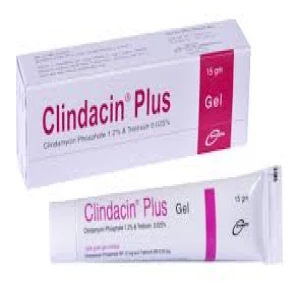 Clindacin® Plus
Clindamycin Phosphate 1.2% & Tretinoin 0.025%
15 gm
Gel
Clindacin® Plus Gel
Clindamycin Phosphate 1.2% & Tretinoin 0.025%
15 gm